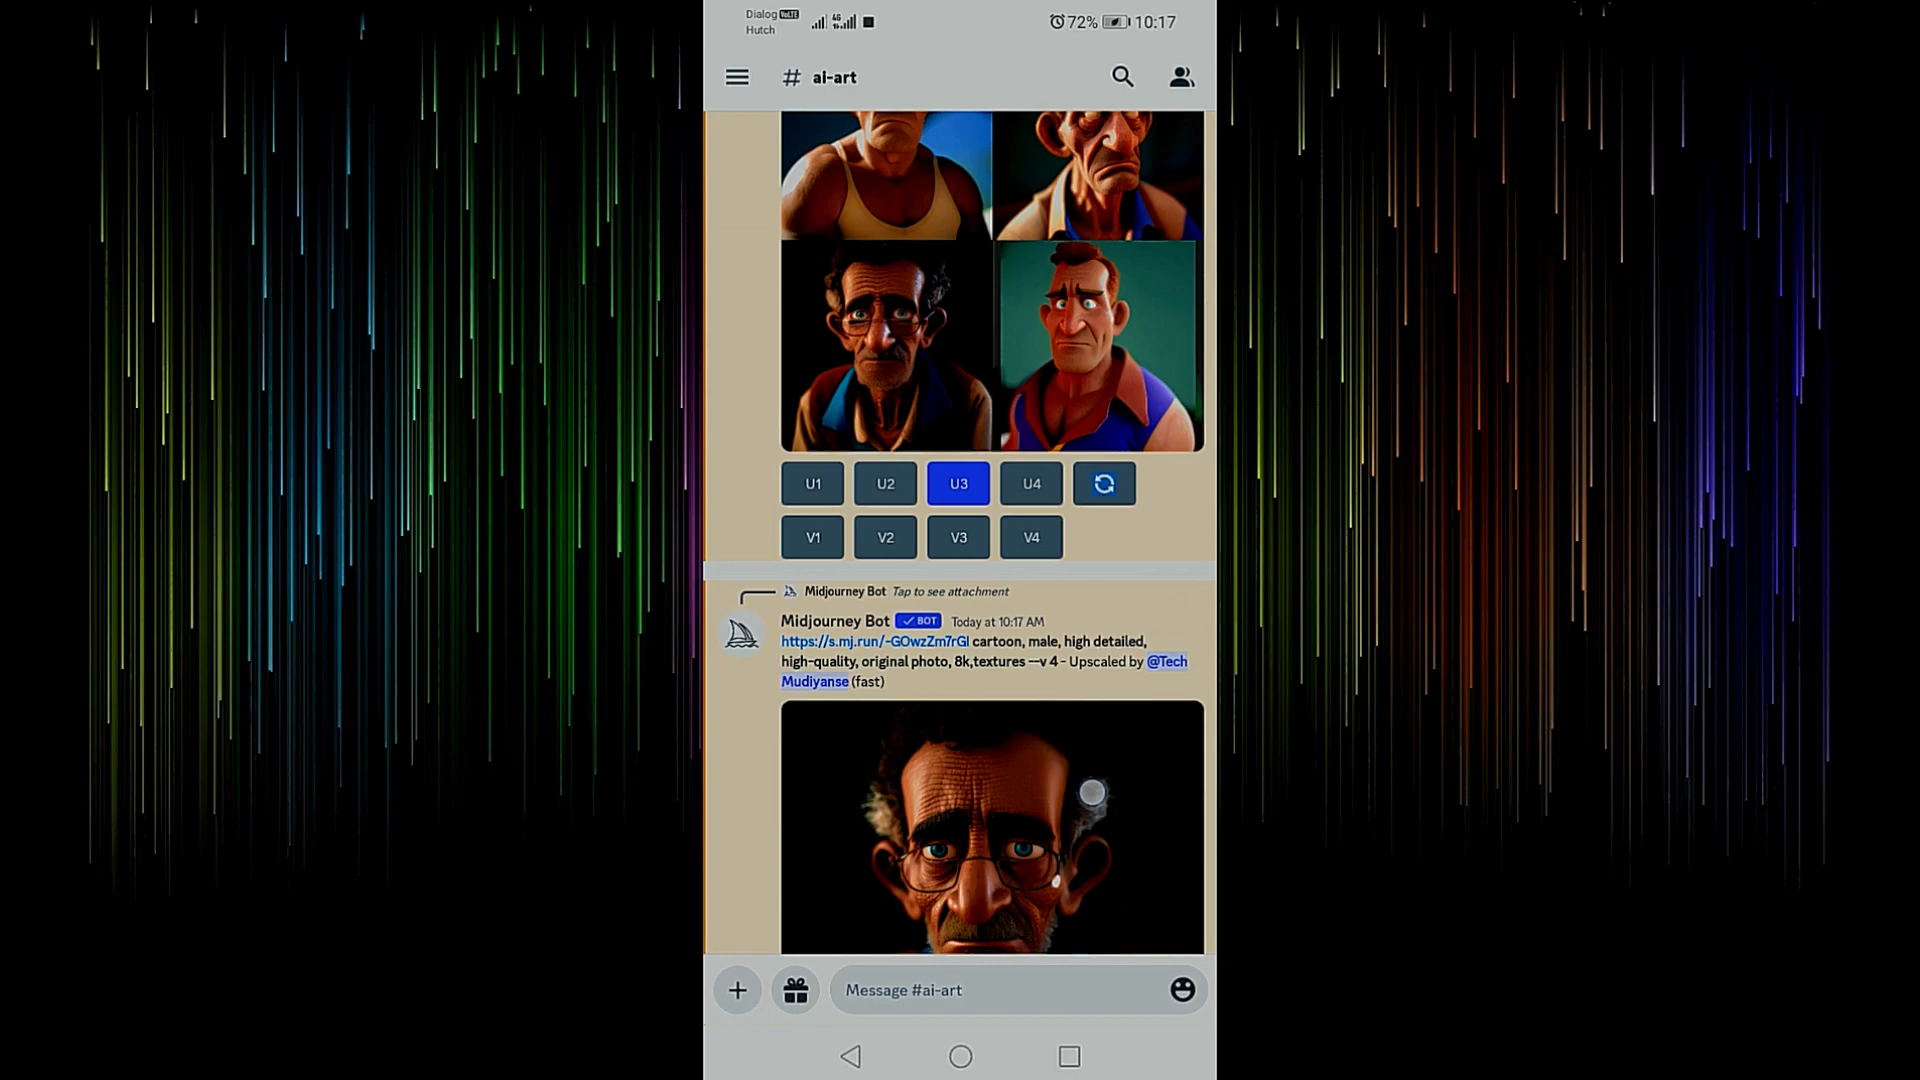 Dialog VoLTE
Hutch
4G
72% 10:17
# ai-art
U1 U2 U3 U4
V1 V2 V3 V4
Midjourney Bot Tap to see attachment
Midjourney Bot ✓ BOT Today at 10:17 AM
https://s.mj.run/-GOwzZm7rGI cartoon, male, high detailed,
high-quality, original photo, 8k,textures —v 4 - Upscaled by @Tech
Mudiyanse (fast)
Message #ai-art